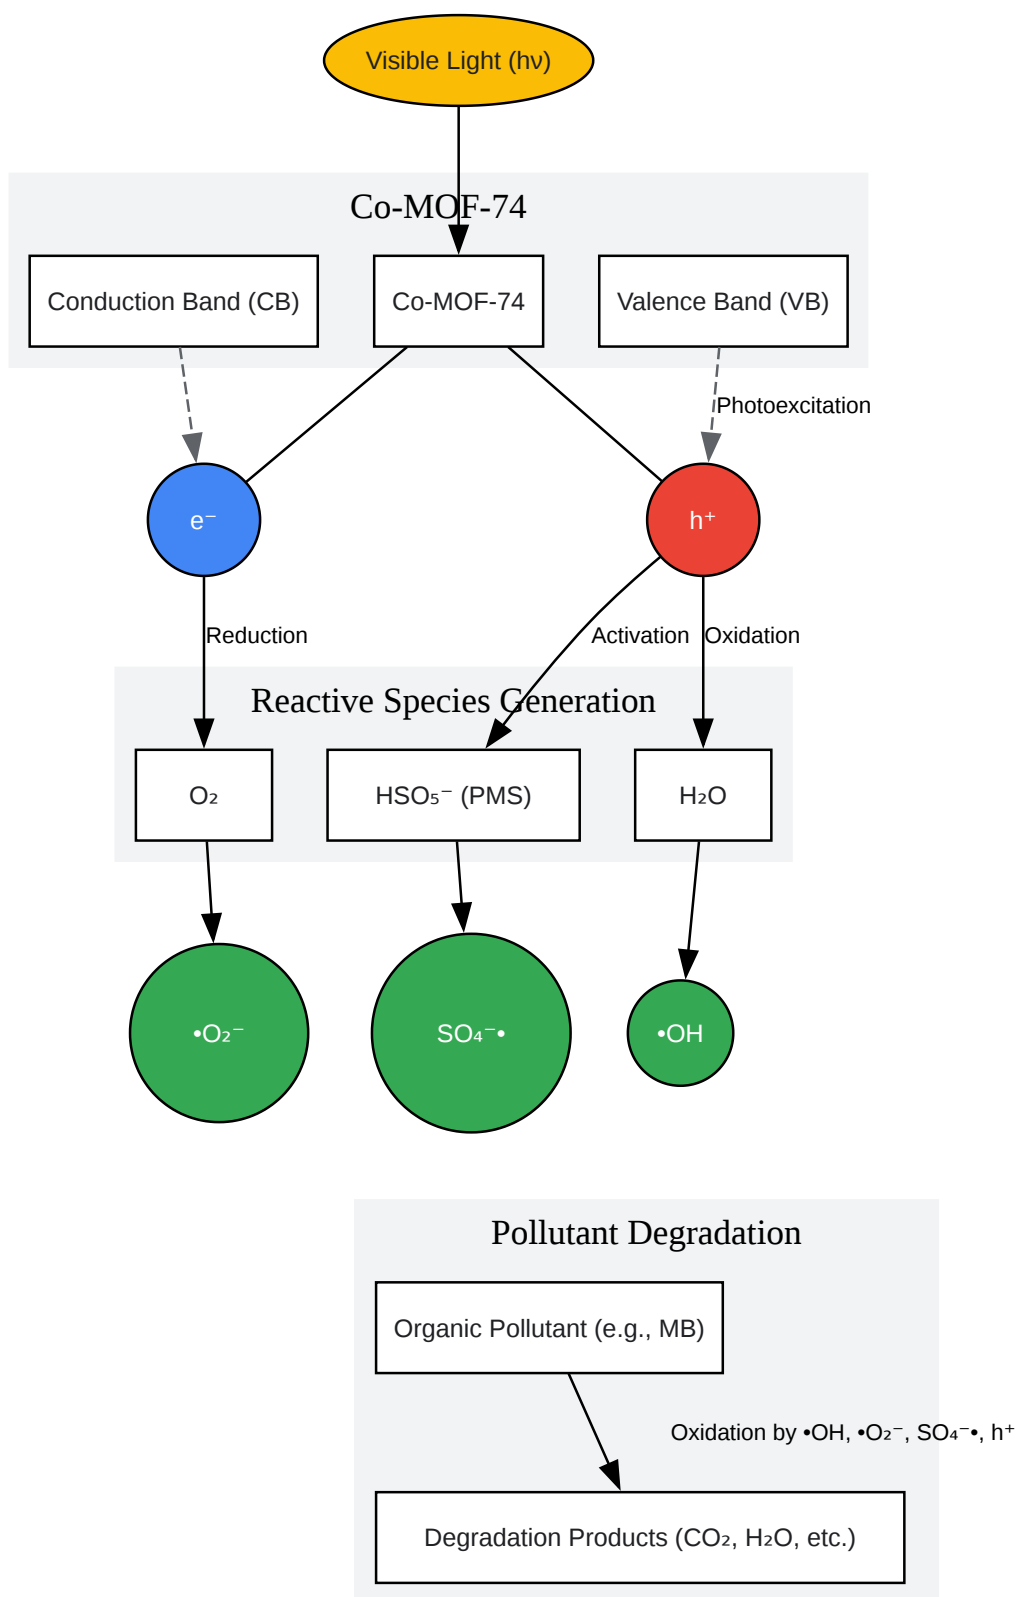 Visible Light (hν)
Co-MOF-74
Conduction Band (CB)
Co-MOF-74
Valence Band (VB)
Photoexcitation
e⁻
h⁺
Reduction
Activation
Oxidation
Reactive Species Generation
O₂
HSO₅⁻ (PMS)
H₂O
•O₂⁻
SO₄⁻•
•OH
Pollutant Degradation
Organic Pollutant (e.g., MB)
Oxidation by •OH, •O₂⁻, SO₄⁻•, h⁺
Degradation Products (CO₂, H₂O, etc.)